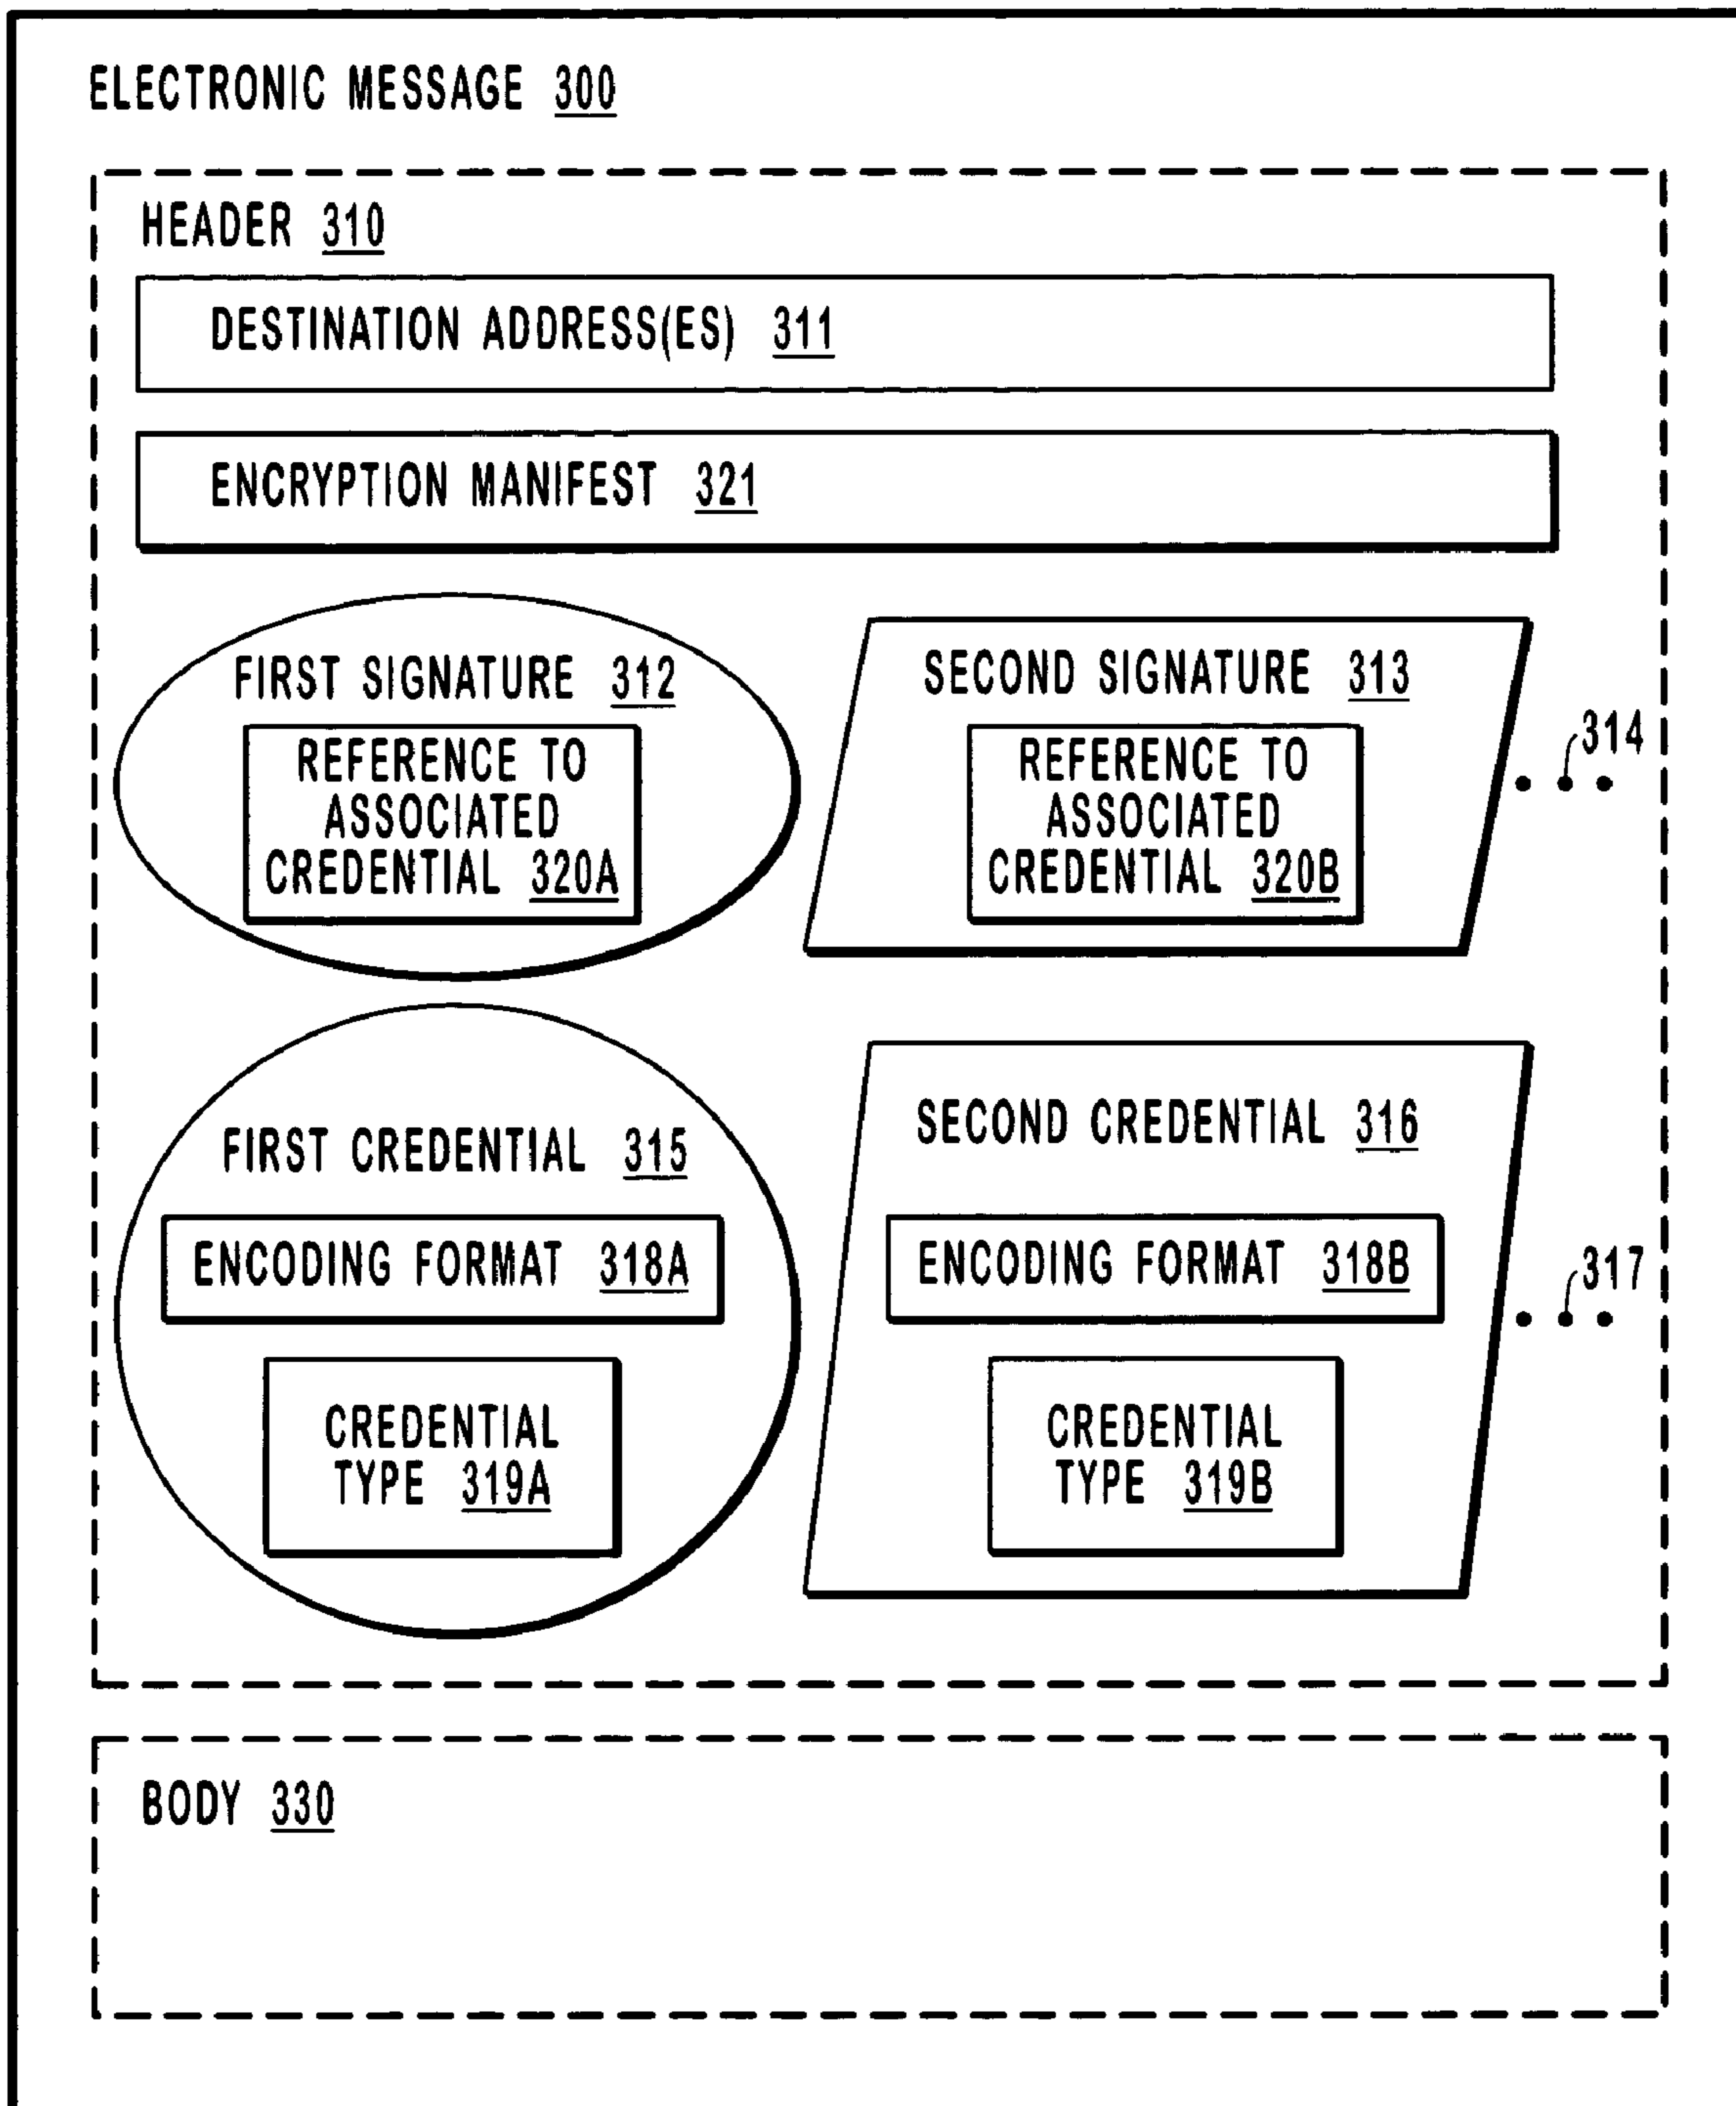 ELECTRONIC MESSAGE 300
HEADER 310
DESTINATION ADDRESS(ES) 311
ENCRYPTION MANIFEST 321
FIRST SIGNATURE 312
REFERENCE TO
ASSOCIATED
CREDENTIAL 320A
SECOND SIGNATURE 313
REFERENCE TO
ASSOCIATED
CREDENTIAL 320B
314
FIRST CREDENTIAL 315
ENCODING FORMAT 318A
CREDENTIAL
TYPE 319A
SECOND CREDENTIAL 316
ENCODING FORMAT 318B
CREDENTIAL
TYPE 319B
317
BODY 330